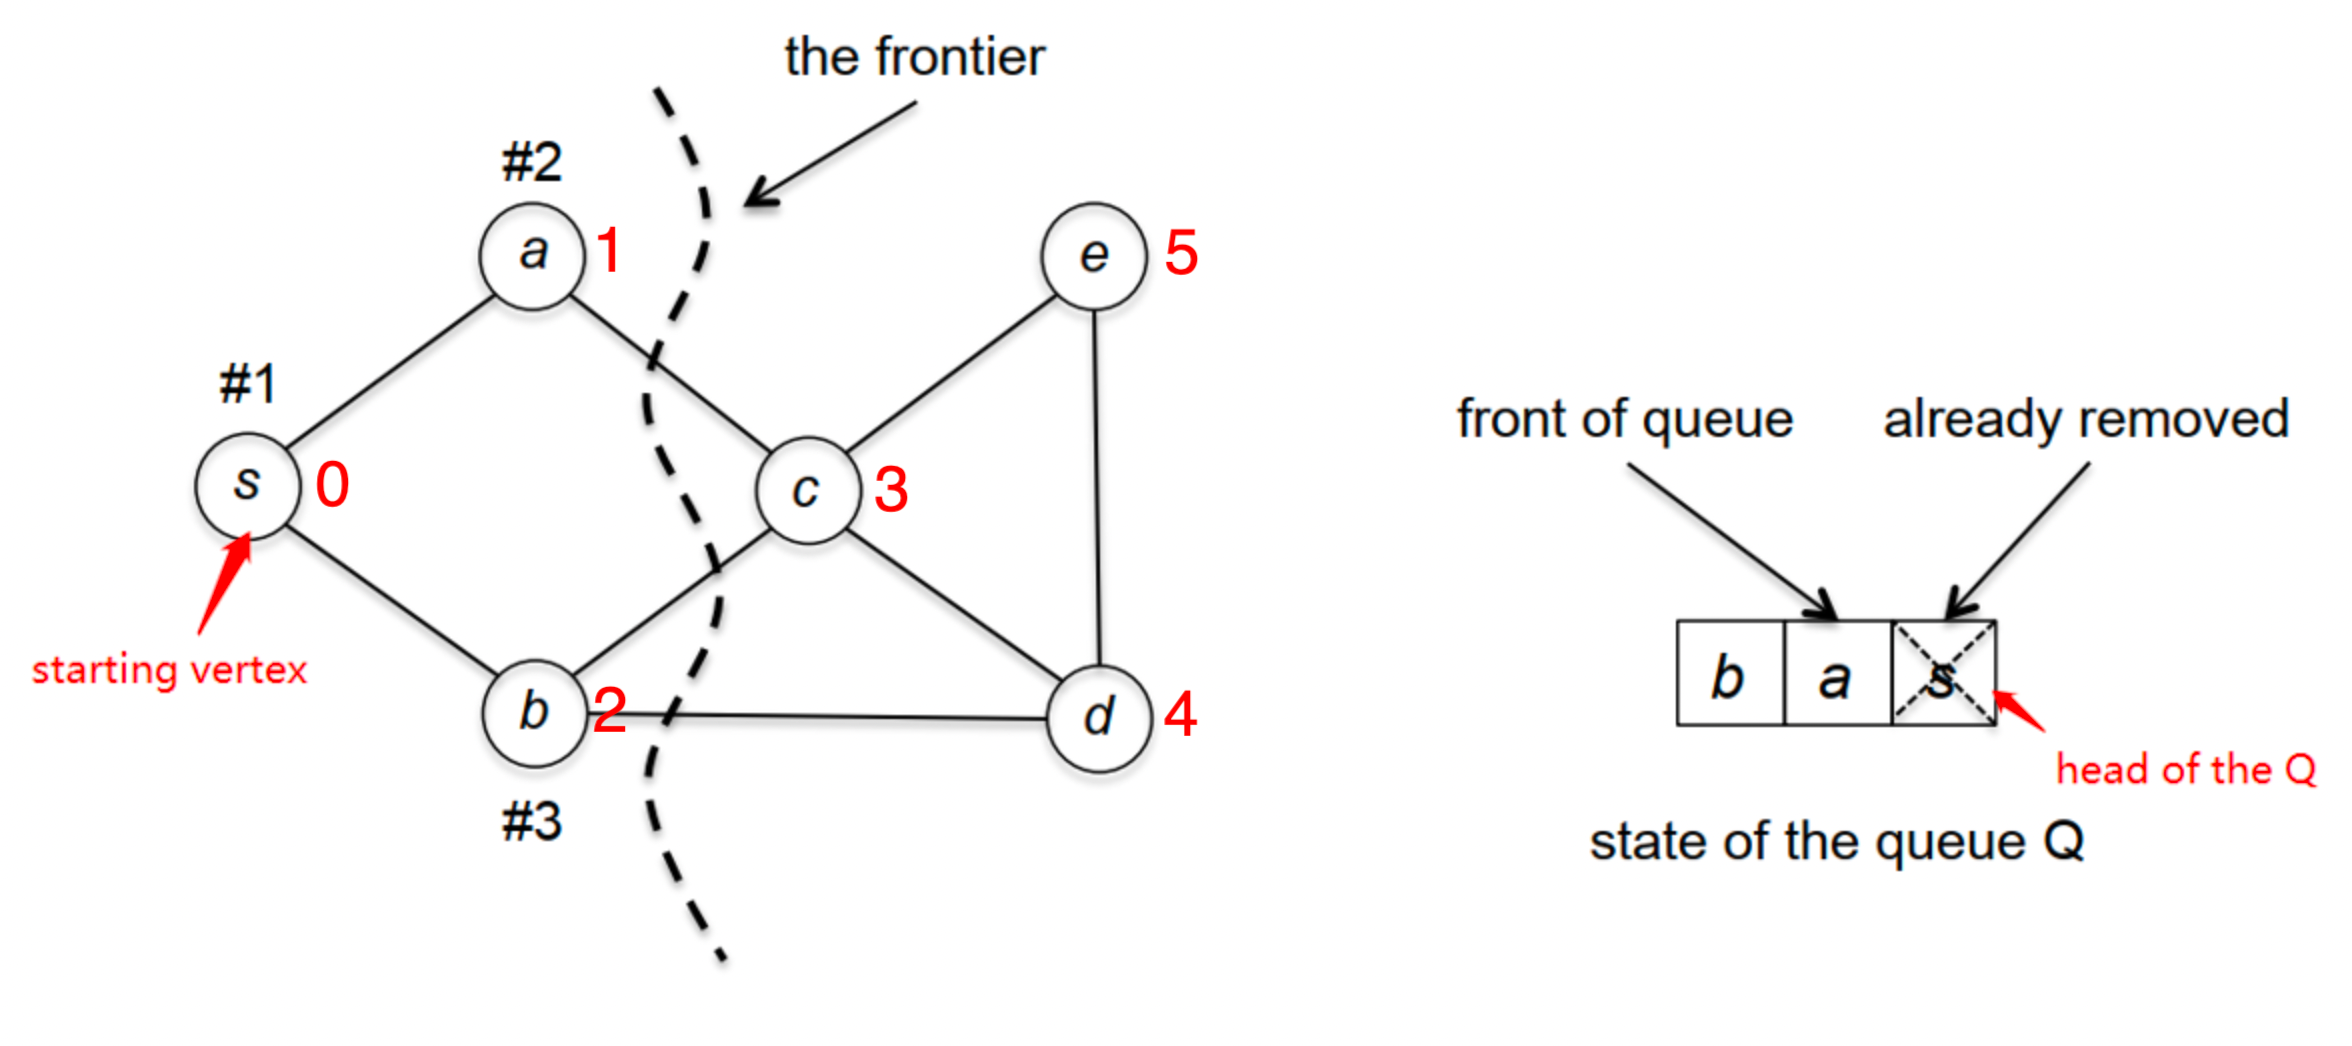 the frontier
#2
a 1
e 5
#1
s 0
c 3
starting vertex
b 2
d 4
#3
front of queue
already removed
b a s
head of the Q
state of the queue Q